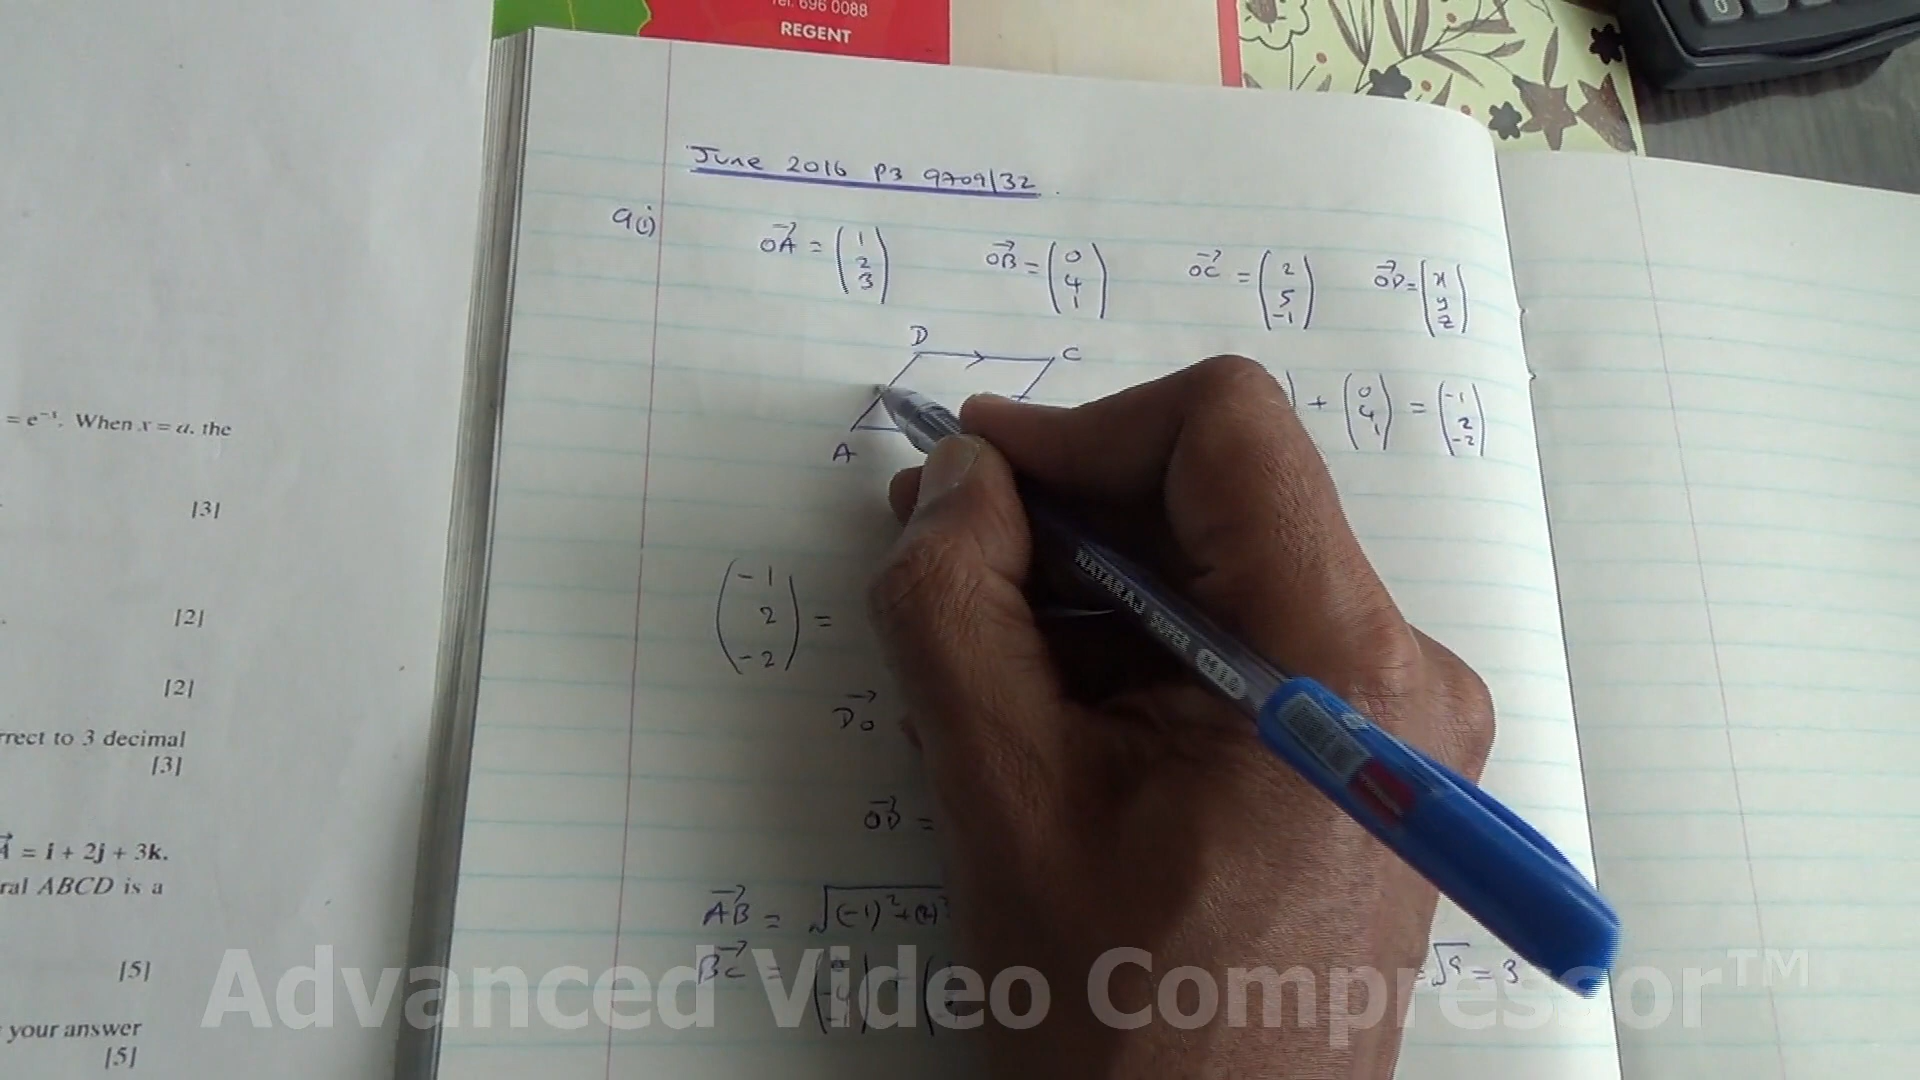 Tel. 696 0088
REGENT
June 2016 P3 9709/32
9(i)
OA = (1 2 3) OB = (0 4 1) OC = (2 5 -1) OD = (x y z)
D C
A
+ (0 4 1) = (-1 2 -2)
(-1 2 -2) =
DO
OD =
AB = √(-1)²+(2)²
BC =
= √9 = 3
= e⁻ˣ. When x = a, the
[3]
[2]
[2]
rrect to 3 decimal
[3]
= i + 2j + 3k.
ral ABCD is a
[5]
your answer
[5]
NATARAJ SUPER
Advanced Video Compressor™